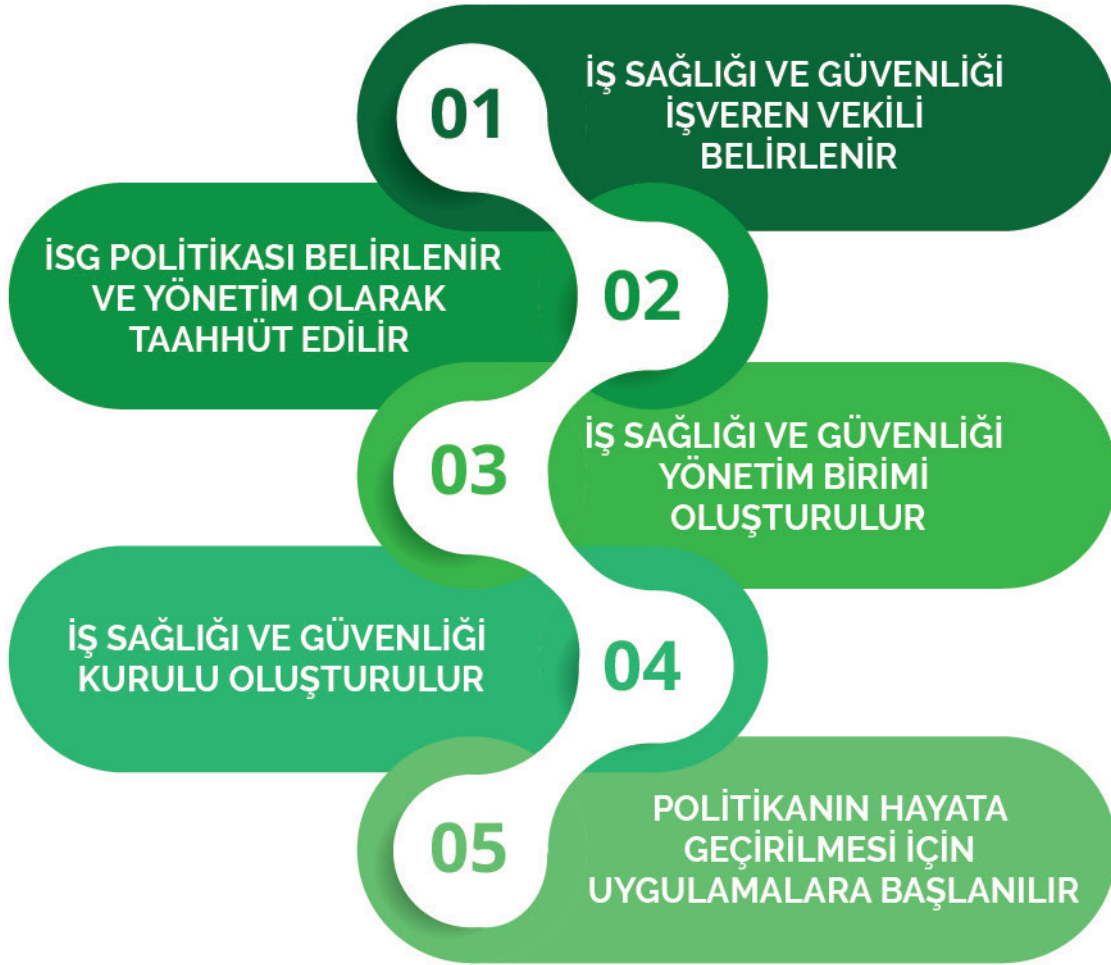 01
İŞ SAĞLIĞI VE GÜVENLİĞİ
İŞVEREN VEKİLİ
BELİRLENİR
İSG POLİTİKASI BELİRLENİR
VE YÖNETİM OLARAK
TAAHHÜT EDİLİR
02
03
İŞ SAĞLIĞI VE GÜVENLİĞİ
YÖNETİM BİRİMİ
OLUŞTURULUR
İŞ SAĞLIĞI VE GÜVENLİĞİ
KURULU OLUŞTURULUR
04
05
POLİTİKANIN HAYATA
GEÇİRİLMESİ İÇİN
UYGULAMALARA BAŞLANILIR